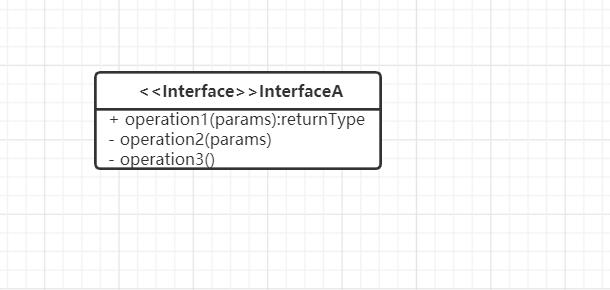 <<Interface>>InterfaceA
+ operation1(params):returnType
- operation2(params)
- operation3()